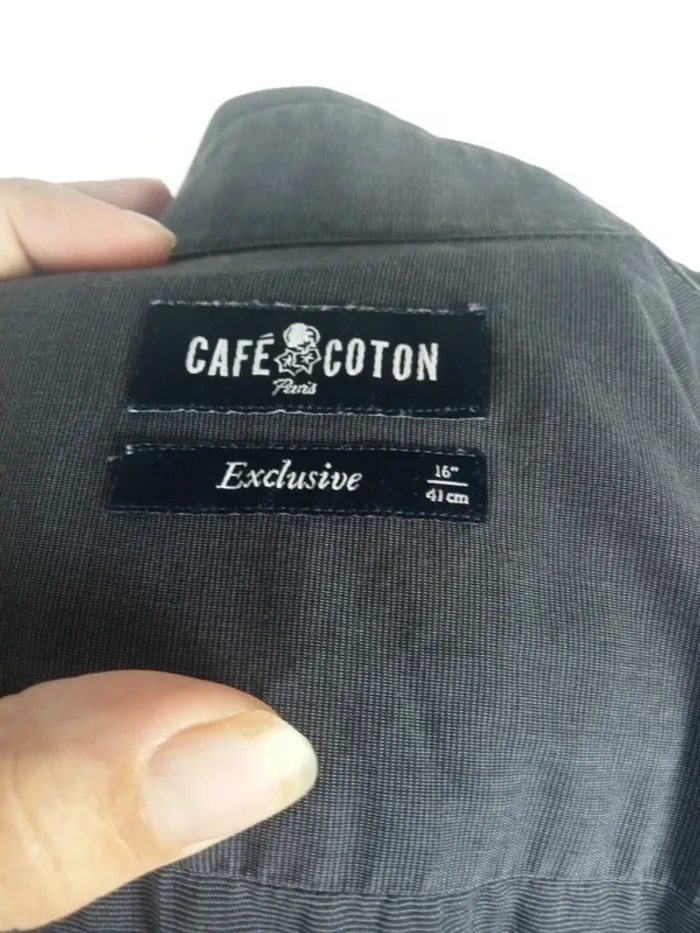 CAFÉ COTON
Paris
Exclusive
16"
41 cm